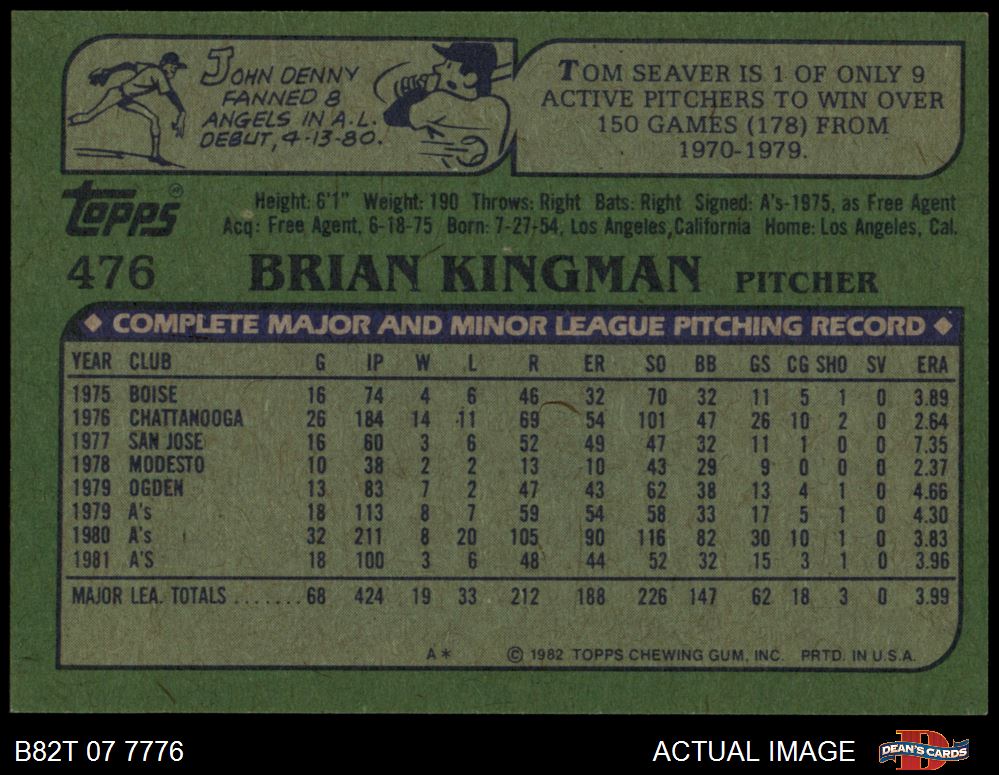 JOHN DENNY
FANNED 8
ANGELS IN A.L.
DEBUT, 4-13-80.
TOM SEAVER IS 1 OF ONLY 9
ACTIVE PITCHERS TO WIN OVER
150 GAMES (178) FROM
1970-1979.
Topps®
Height: 6'1" Weight: 190 Throws: Right Bats: Right Signed: A's-1975, as Free Agent
Acq: Free Agent, 6-18-75 Born: 7-27-54, Los Angeles, California Home: Los Angeles, Cal.
476 BRIAN KINGMAN PITCHER
◆ COMPLETE MAJOR AND MINOR LEAGUE PITCHING RECORD ◆
YEAR CLUB G IP W L R ER SO BB GS CG SHO SV ERA
1975 BOISE 16 74 4 6 46 32 70 32 11 5 1 0 3.89
1976 CHATTANOOGA 26 184 14 11 69 54 101 47 26 10 2 0 2.64
1977 SAN JOSE 16 60 3 6 52 49 47 32 11 1 0 0 7.35
1978 MODESTO 10 38 2 2 13 10 43 29 9 0 0 0 2.37
1979 OGDEN 13 83 7 2 47 43 62 38 13 4 1 0 4.66
1979 A's 18 113 8 7 59 54 58 33 17 5 1 0 4.30
1980 A's 32 211 8 20 105 90 116 82 30 10 1 0 3.83
1981 A'S 18 100 3 6 48 44 52 32 15 3 1 0 3.96
MAJOR LEA. TOTALS ....... 68 424 19 33 212 188 226 147 62 18 3 0 3.99
A* © 1982 TOPPS CHEWING GUM, INC. PRTD. IN U.S.A.
B82T 07 7776 ACTUAL IMAGE DEAN'S CARDS